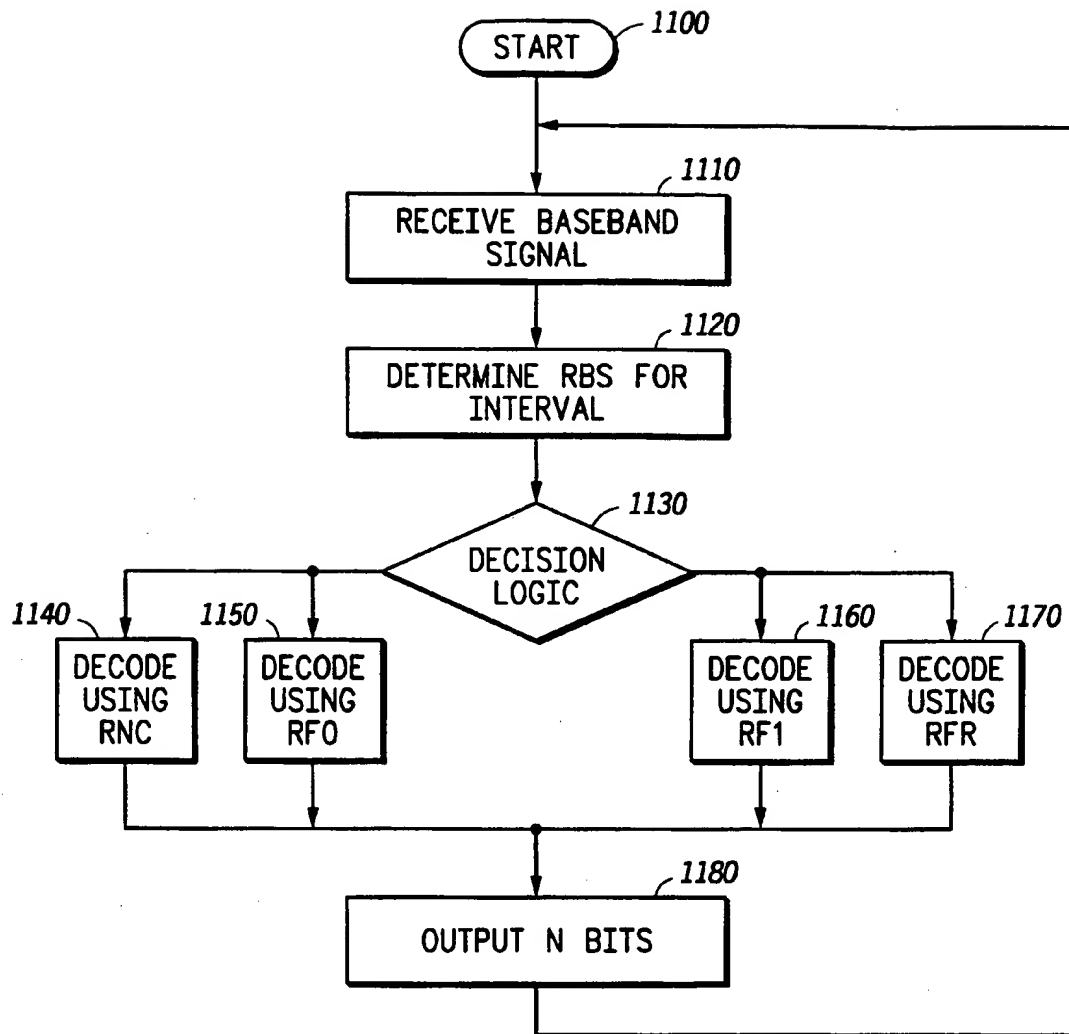 START
1100
1110
RECEIVE BASEBAND
SIGNAL
1120
DETERMINE RBS FOR
INTERVAL
1130
DECISION
LOGIC
1140
DECODE
USING
RNC
1150
DECODE
USING
RF0
1160
DECODE
USING
RF1
1170
DECODE
USING
RFR
1180
OUTPUT N BITS